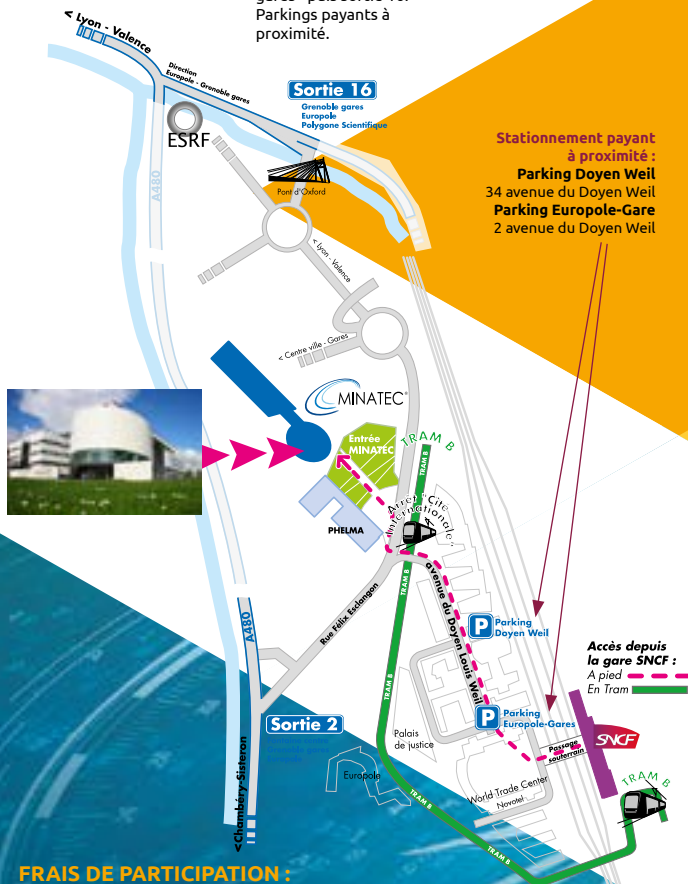 Parkings payants à
proximité.
< Lyon - Valence
Direction
Europole - Grenoble gares
Sortie 16
Grenoble gares
Europole
Polygone Scientifique
ESRF
A480
Pont d'Oxford
Stationnement payant
à proximité :
Parking Doyen Weil
34 avenue du Doyen Weil
Parking Europole-Gare
2 avenue du Doyen Weil
< Lyon - Valence
< Centre ville - Gares
MINATEC®
Entrée
MINATEC
TRAM B
TRAM B
Arrêt "Cité
Internationale"
PHELMA
TRAM B
Rue Félix Esclangon
avenue du Doyen Louis Weil
P Parking
Doyen Weil
Accès depuis
la gare SNCF :
A pied
En Tram
A480
Sortie 2
P Parking
Europole-Gares
Palais
de justice
Passage
souterrain
SNCF
Europole
World Trade Center
Novotel
TRAM B
TRAM B
TRAM B
<Chambéry Sisteron
FRAIS DE PARTICIPATION :